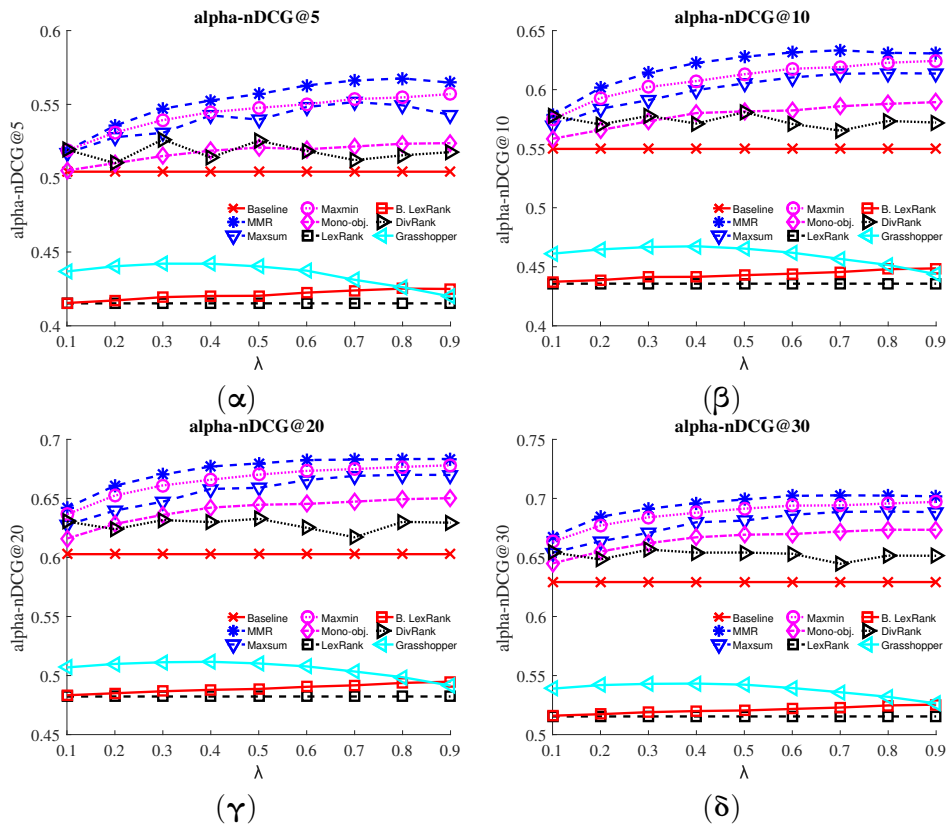 alpha-nDCG@5
alpha-nDCG@5
0.6
0.55
0.5
0.4
Baseline Maxmin B. LexRank
MMR Mono-obj. DivRank
Maxsum LexRank Grasshopper
0.1 0.2 0.3 0.4 0.5 0.6 0.7 0.8 0.9
λ
(α)
alpha-nDCG@10
alpha-nDCG@10
0.65
0.6
0.55
0.5
0.45
0.4
Baseline Maxmin B. LexRank
MMR Mono-obj. DivRank
Maxsum LexRank Grasshopper
0.1 0.2 0.3 0.4 0.5 0.6 0.7 0.8 0.9
λ
(β)
alpha-nDCG@20
alpha-nDCG@20
0.7
0.65
0.6
0.5
0.45
Baseline Maxmin B. LexRank
MMR Mono-obj. DivRank
Maxsum LexRank Grasshopper
0.1 0.2 0.3 0.4 0.5 0.6 0.7 0.8 0.9
λ
(γ)
alpha-nDCG@30
alpha-nDCG@30
0.75
0.7
0.65
0.6
0.55
0.5
Baseline Maxmin B. LexRank
MMR Mono-obj. DivRank
Maxsum LexRank Grasshopper
0.1 0.2 0.3 0.4 0.5 0.6 0.7 0.8 0.9
λ
(δ)